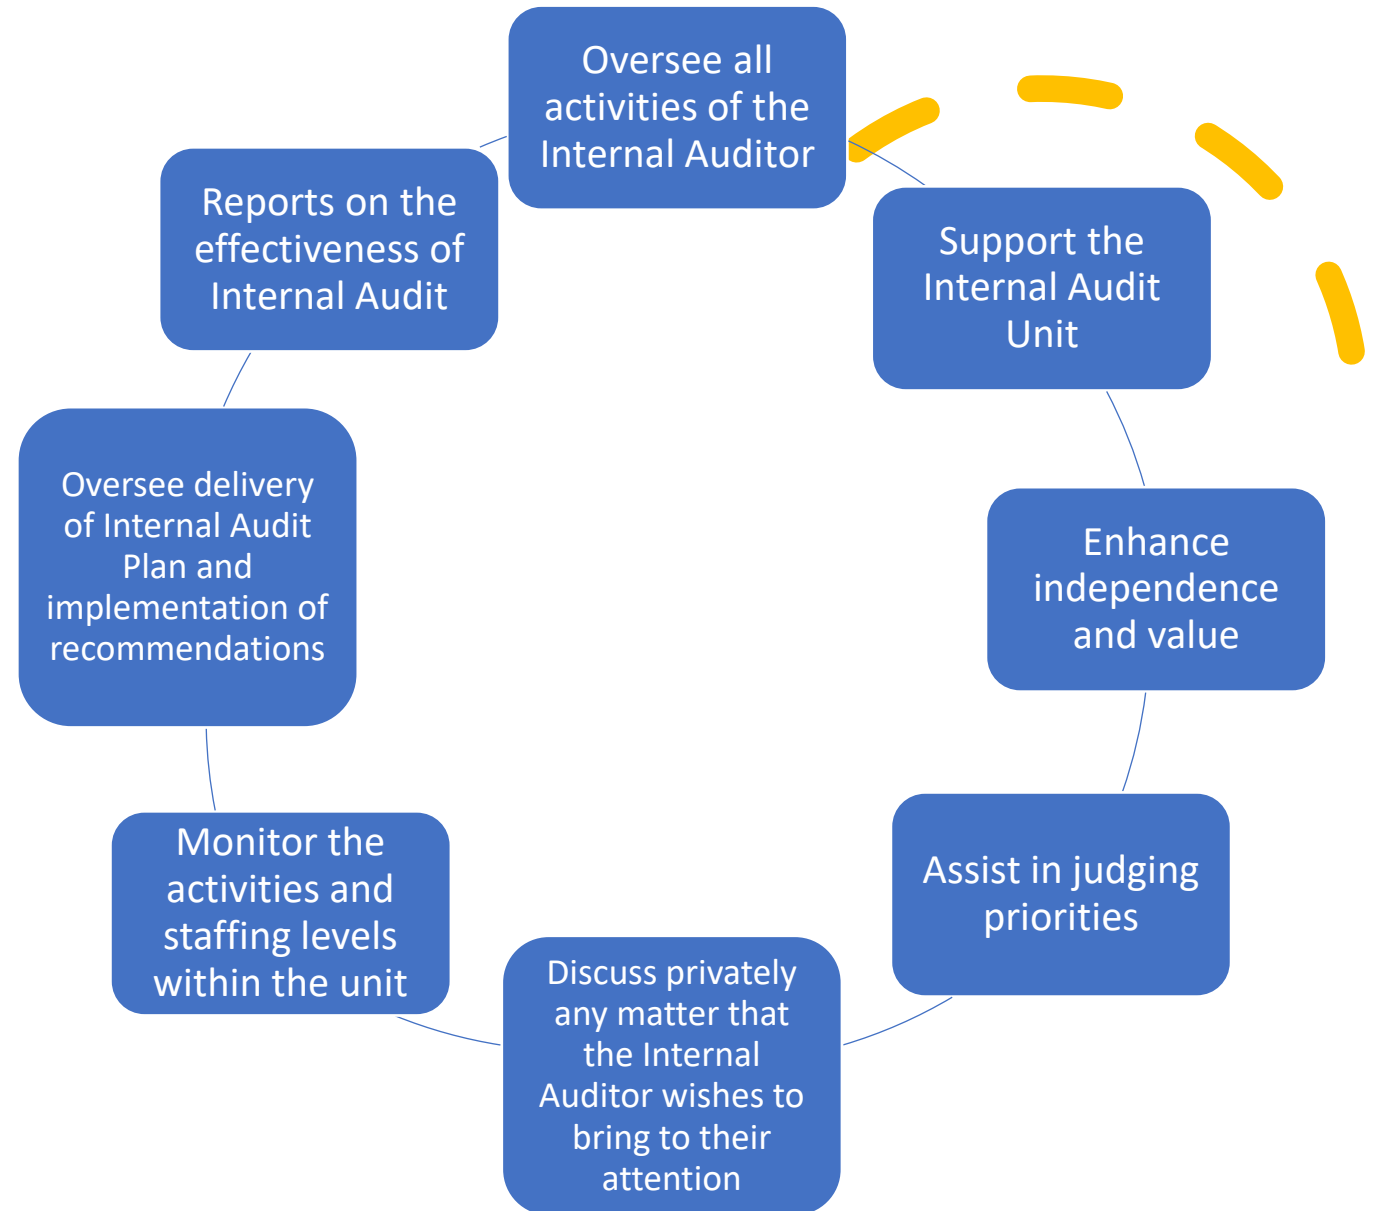 Oversee all
activities of the
Internal Auditor
Support the
Internal Audit
Unit
Enhance
independence
and value
Assist in judging
priorities
Discuss privately
any matter that
the Internal
Auditor wishes to
bring to their
attention
Monitor the
activities and
staffing levels
within the unit
Oversee delivery
of Internal Audit
Plan and
implementation of
recommendations
Reports on the
effectiveness of
Internal Audit